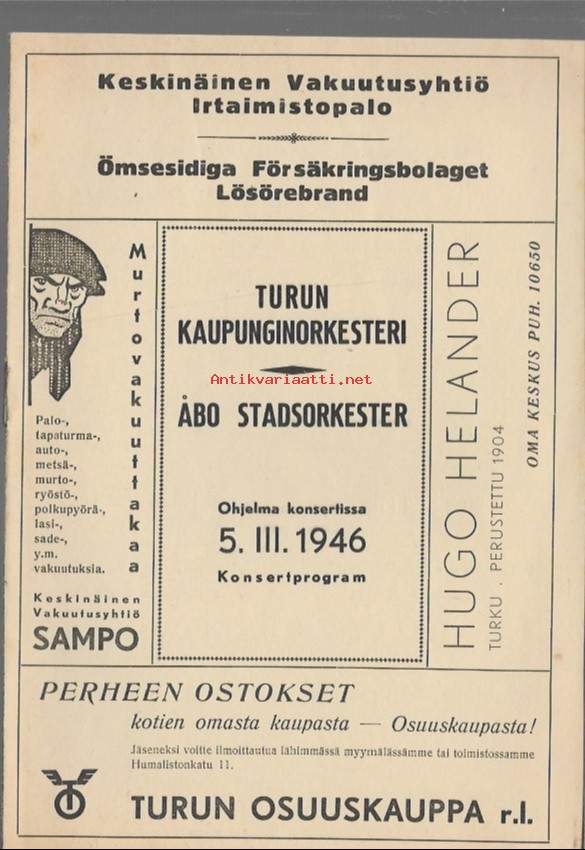 Keskinäinen Vakuutusyhtiö
Irtaimistopalo
Ömsesidiga Försäkringsbolaget
Lösörebrand
Murtovakuuttakaa
Palo-,
tapaturma-,
auto-,
metsä-,
murto-,
ryöstö-,
polkupyörä-,
lasi-,
sade-,
y.m.
vakuutuksia.
Keskinäinen
Vakuutusyhtiö
SAMPO
TURUN
KAUPUNGINORKESTERI
Antikvariaatti.net
ÅBO STADSORKESTER
Ohjelma konsertissa
5. III. 1946
Konsertprogram
HUGO HELANDER
TURKU . PERUSTETTU 1904
OMA KESKUS PUH. 10650
PERHEEN OSTOKSET
kotien omasta kaupasta — Osuuskaupasta!
Jäseneksi voitte ilmoittautua lähimmässä myymälässämme tai toimistossamme
Humalistonkatu 11.
TURUN OSUUSKAUPPA r.l.